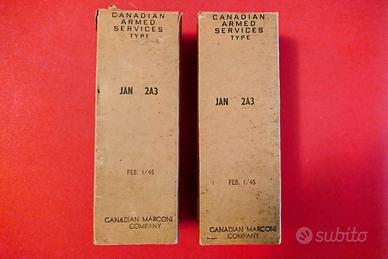 CANADIAN
ARMED
SERVICES
TYPE
JAN 2A3
FEB. 1/45
CANADIAN MARCONI
COMPANY
CANADIAN
ARMED
SERVICES
TYPE
JAN 2A3
FEB. 1/45
CANADIAN MARCONI
COMPANY
subito